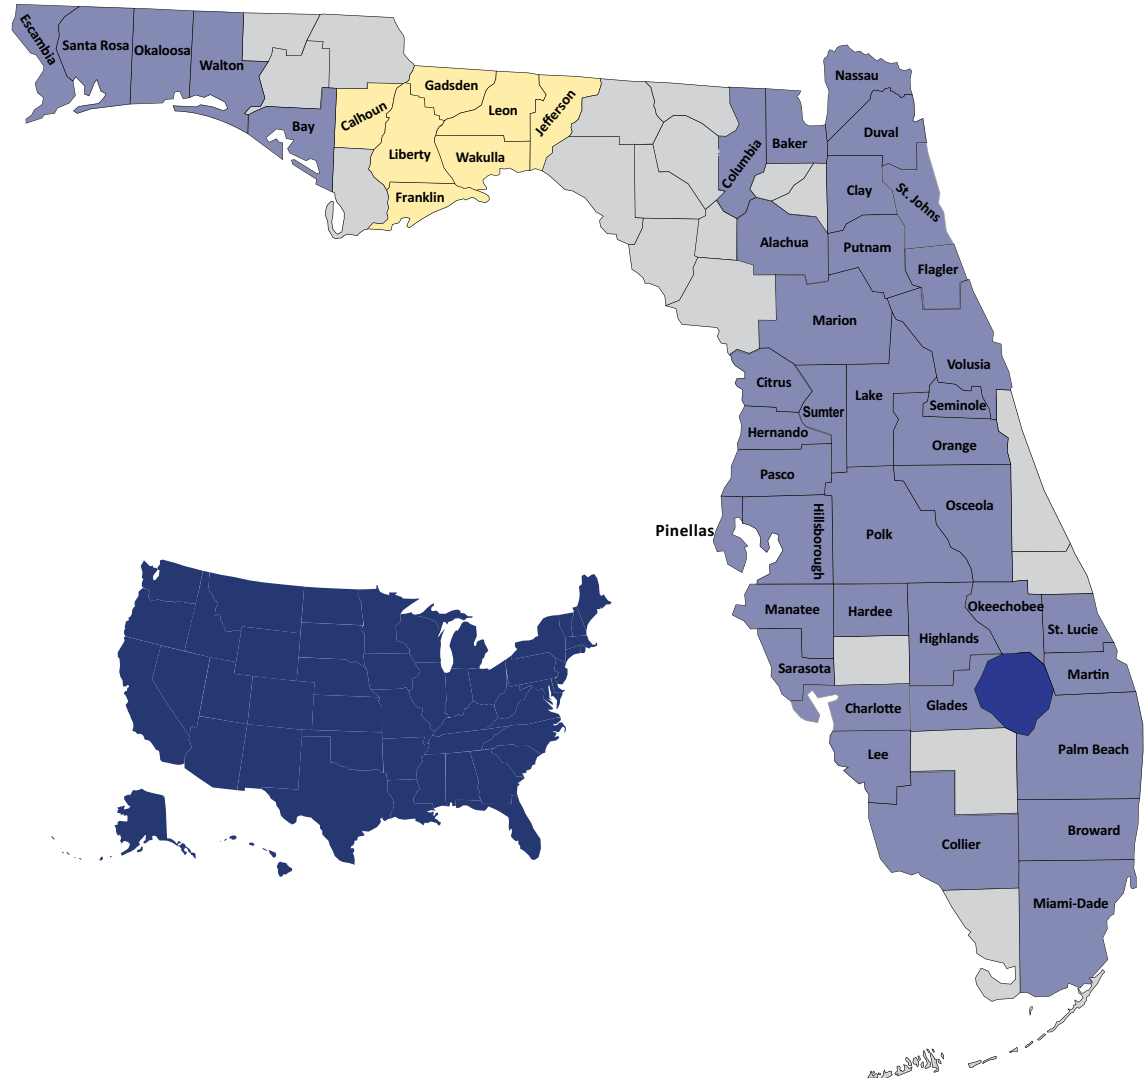 Escambia
Santa Rosa
Okaloosa
Walton
Bay
Calhoun
Gadsden
Leon
Jefferson
Liberty
Wakulla
Franklin
Nassau
Duval
Baker
Columbia
Clay
St. Johns
Alachua
Putnam
Flagler
Marion
Volusia
Citrus
Lake
Sumter
Seminole
Hernando
Orange
Pasco
Osceola
Pinellas
Hillsborough
Polk
Manatee
Hardee
Okeechobee
St. Lucie
Highlands
Sarasota
Martin
Charlotte
Glades
Lee
Palm Beach
Broward
Collier
Miami-Dade